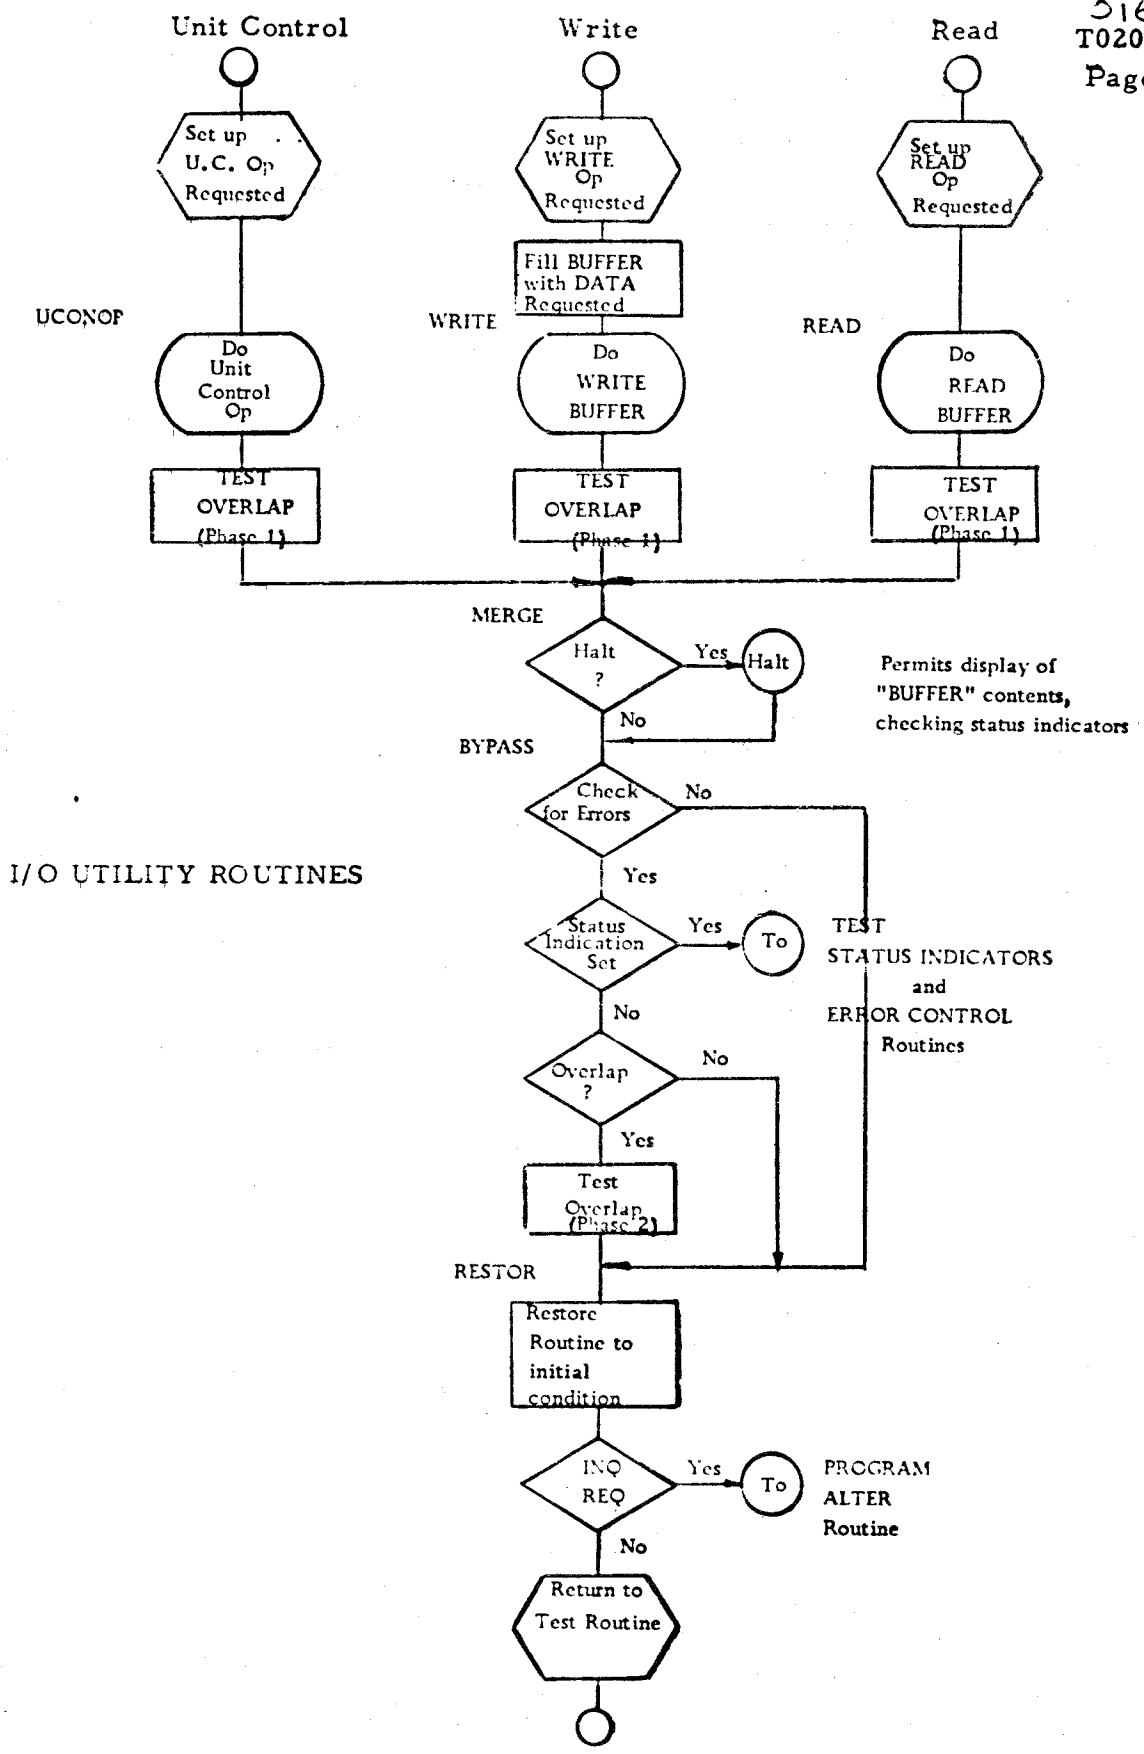 Unit Control
Write
Read
T020
Page
Set up
U.C. Op
Requested
Set up
WRITE
Op
Requested
Set up
READ
Op
Requested
Fill BUFFER
with DATA
Requested
UCONOP
WRITE
READ
Do
Unit
Control
Op
Do
WRITE
BUFFER
Do
READ
BUFFER
TEST
OVERLAP
(Phase 1)
TEST
OVERLAP
(Phase 1)
TEST
OVERLAP
(Phase 1)
MERGE
Halt
?
Yes
Halt
Permits display of
"BUFFER" contents,
checking status indicators
No
BYPASS
Check
for Errors
No
I/O UTILITY ROUTINES
Yes
Status
Indication
Set
Yes
To
TEST
STATUS INDICATORS
and
ERROR CONTROL
Routines
No
Overlap
?
No
Yes
Test
Overlap
(Phase 2)
RESTOR
Restore
Routine to
initial
condition
INQ
REQ
Yes
To
PROGRAM
ALTER
Routine
No
Return to
Test Routine